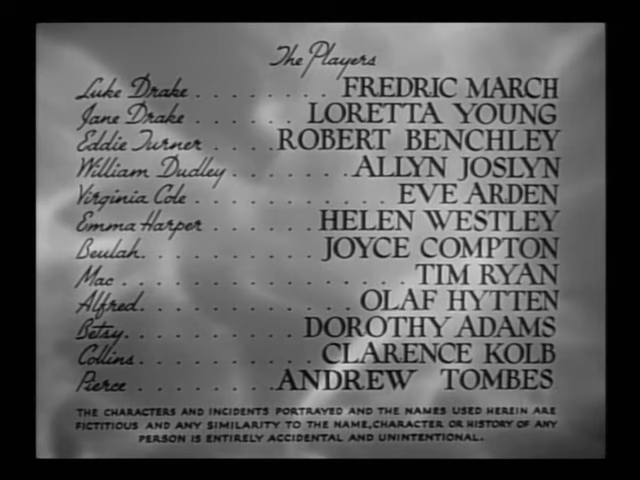 The Players
Luke Drake . . . . . . . . FREDRIC MARCH
Jane Drake . . . . . . LORETTA YOUNG
Eddie Turner . . . . ROBERT BENCHLEY
William Dudley . . . . . . . ALLYN JOSLYN
Virginia Cole . . . . . . . . . . . EVE ARDEN
Emma Harper . . . . . . HELEN WESTLEY
Beulah. . . . . . . . . . JOYCE COMPTON
Mac . . . . . . . . . . . . . . . TIM RYAN
Alfred. . . . . . . . . . . . OLAF HYTTEN
Betsy. . . . . . . . . . DOROTHY ADAMS
Collins. . . . . . . . . . CLARENCE KOLB
Pierce . . . . . . . . .ANDREW TOMBES
THE CHARACTERS AND INCIDENTS PORTRAYED AND THE NAMES USED HEREIN ARE
FICTITIOUS AND ANY SIMILARITY TO THE NAME, CHARACTER OR HISTORY OF ANY
PERSON IS ENTIRELY ACCIDENTAL AND UNINTENTIONAL.